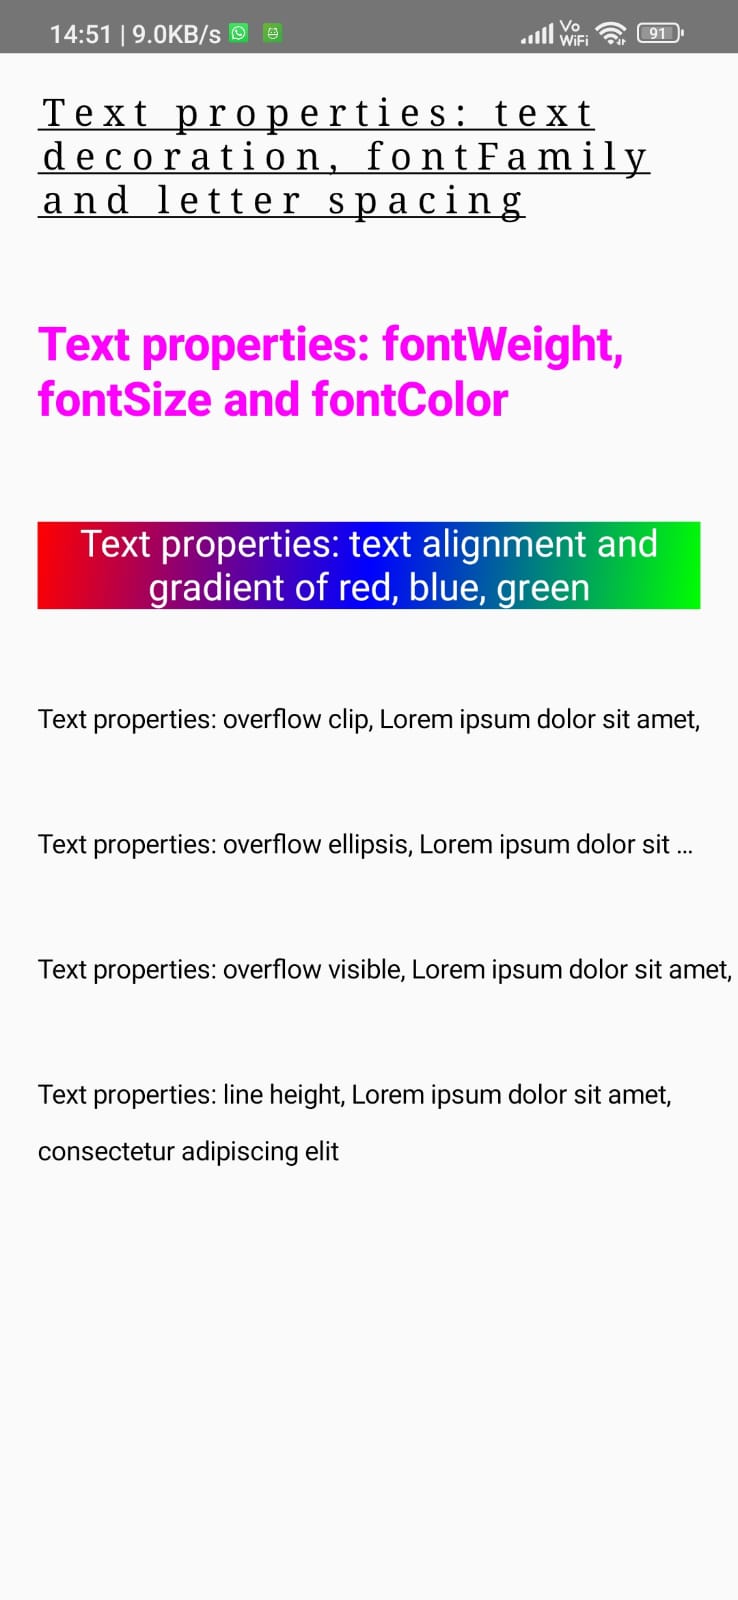 14:51 | 9.0KB/s Vo WiFi 91
Text properties: text
decoration, fontFamily
and letter spacing
Text properties: fontWeight,
fontSize and fontColor
Text properties: text alignment and
gradient of red, blue, green
Text properties: overflow clip, Lorem ipsum dolor sit amet,
Text properties: overflow ellipsis, Lorem ipsum dolor sit ...
Text properties: overflow visible, Lorem ipsum dolor sit amet,
Text properties: line height, Lorem ipsum dolor sit amet,
consectetur adipiscing elit